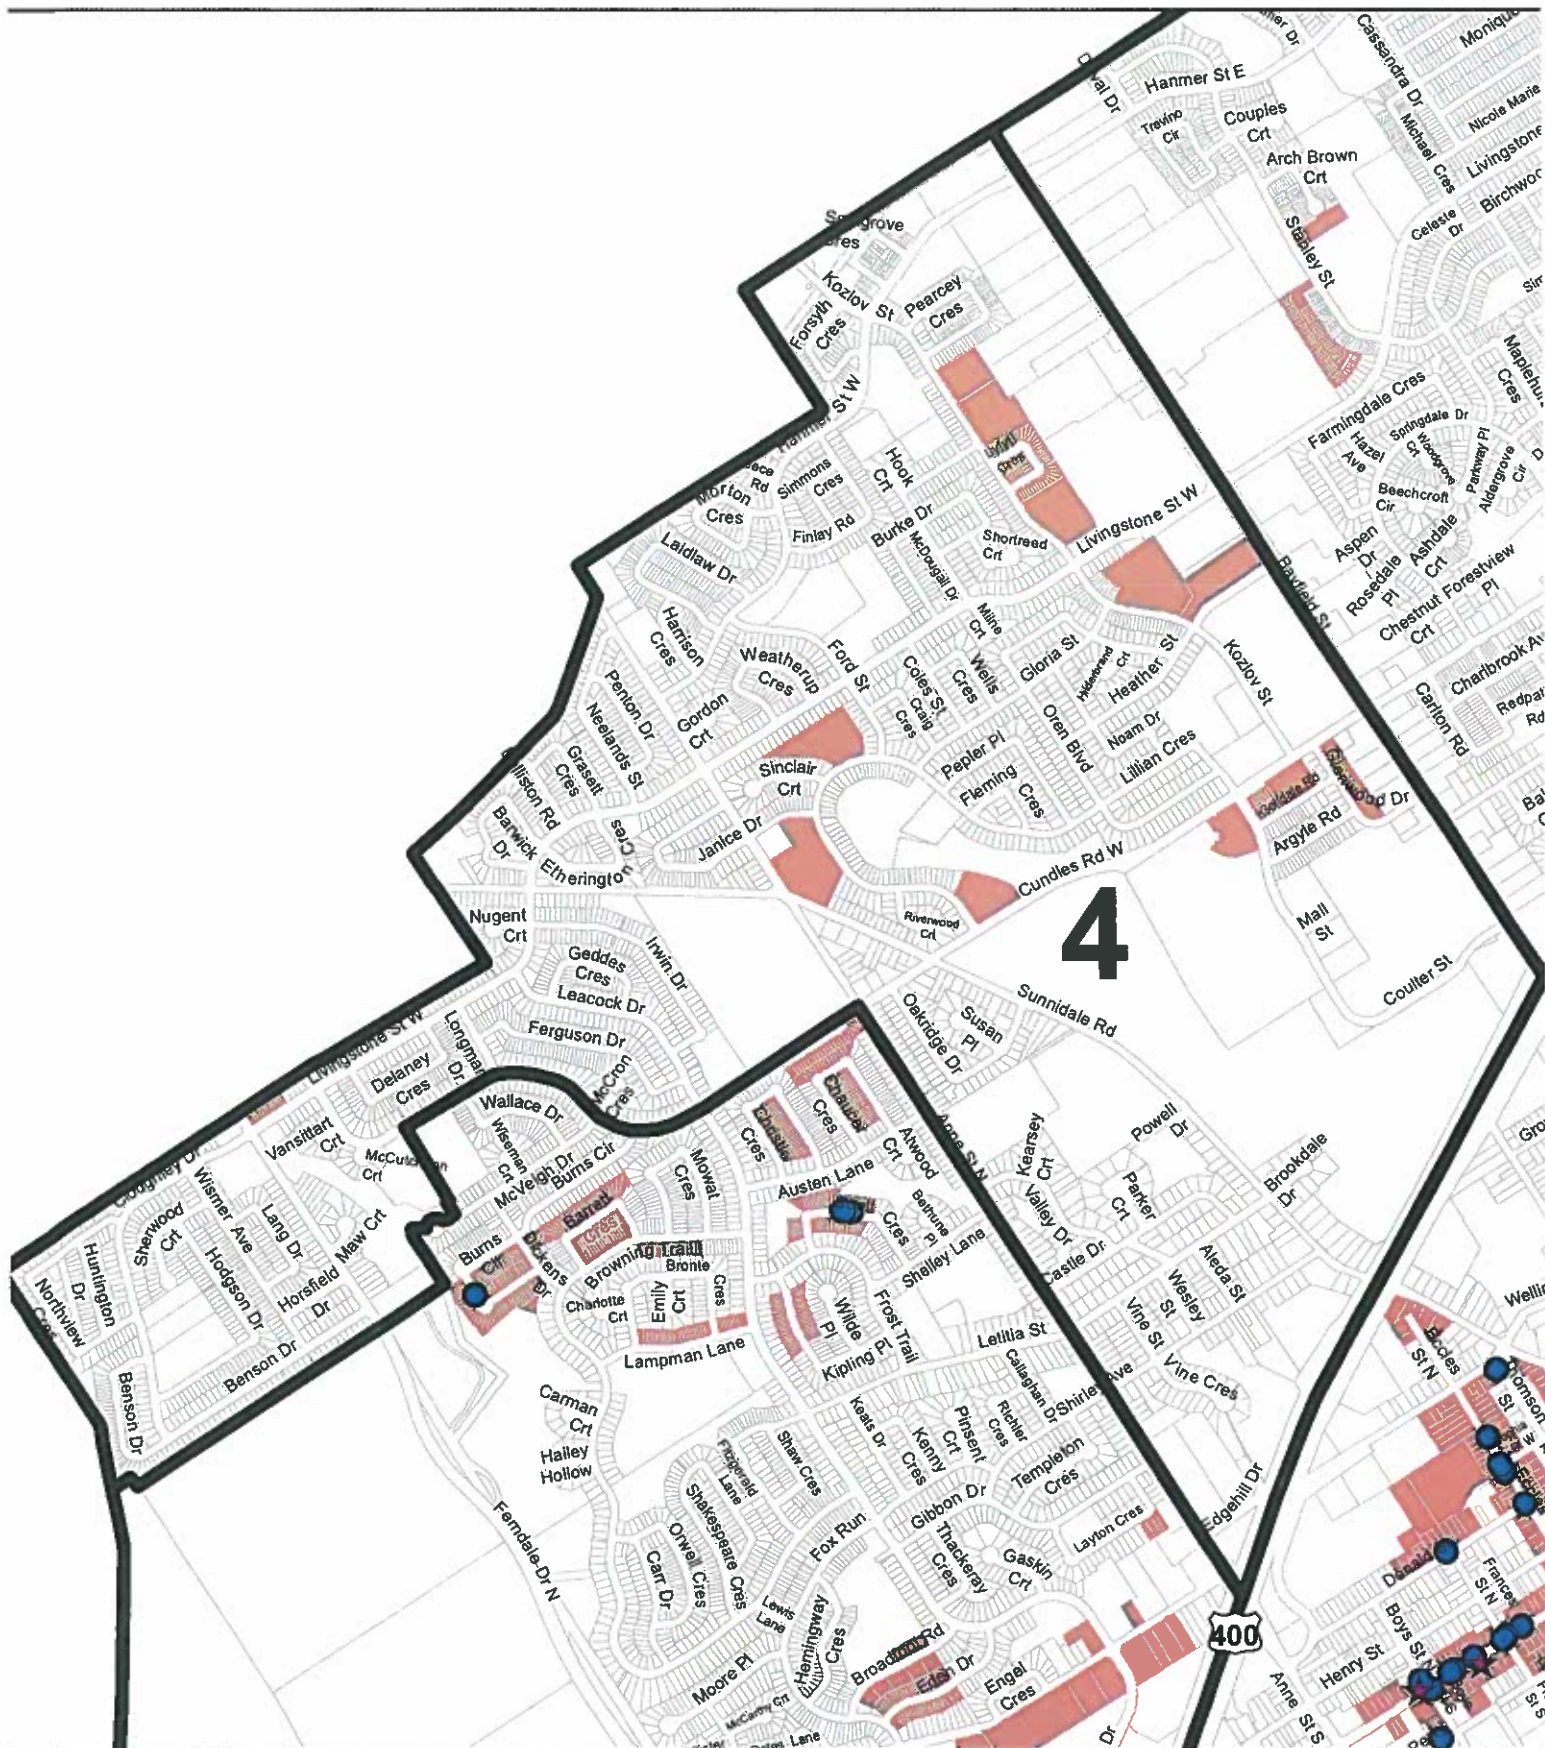 Cassandra Dr
Hanmer St E
Trevino
Cir
Couples
Crt
Arch Brown
Crt
Michael Cres
Nicole Marie
Livingstone
Celeste
Dr
Stanley St
Kozlov St
Forsyth
Cres
Pearcey
Cres
Farmingdale Cres
Springdale Dr
Hazel
Ave
Woodgrove
Crt
Parkway Pl
Aldergrove
Cir
Beechcroft
Cir
Ashdale
Crt
Aspen
Dr
Rosedale
Pl
Chestnut
Crt
Forestview
Pl
Carlton Rd
Simmons
Cres
Hook
Crt
Morton
Cres
Finlay Rd
Burke Dr
Laidlaw Dr
McDougall Dr
Shortreed
Crt
Livingstone St W
Bayfield St
Harrison
Cres
Weatherup
Cres
Ford St
Milne
Crt
Wells
Cres
Gloria St
Hilderbrand
Crt
Heather St
Kozlov St
Coles St
Craig
Cres
Oren Blvd
Noam Dr
Lillian Cres
Pepler Pl
Fleming
Cres
Penton Dr
Neelands St
Gordon
Crt
Grasett
Cres
Sinclair
Crt
Janice Dr
Barwick
Dr
Etherington
Cres
Argyle Rd
Cundles Rd W
4
Mall
St
Coulter St
Riverwood
Crt
Nugent
Crt
Geddes
Cres
Irwin Dr
Leacock Dr
Ferguson Dr
McCron
Cres
Sunnidale Rd
Susan
Pl
Oakridge Dr
Livingstone St W
Longman
Dr
Delaney
Cres
Vansittart
Crt
Wallace Dr
Wiseman
Crt
McVeigh Dr
Burns Cir
Mowat
Cres
Christie
Cres
Chaucer
Cres
Atwood
Crt
Anne St N
Austen Lane
Bethune
Pl
Cres
Shelley Lane
Kearsey
Crt
Powell
Dr
Brookdale
Dr
Parker
Crt
Valley Dr
Castle Dr
Aleda St
Wesley
St
Vine St
Vine Cres
Sherwood
Crt
Wismer Ave
Lang Dr
Maw Crt
Huntington
Dr
Hodgson Dr
Horsfield
Dr
Northview
Cres
Benson Dr
Benson Dr
Burns
Cir
Barrett
Cres
Dickens
Dr
Browning Trail
Bronte
Cres
Emily
Crt
Charlotte
Crt
Lampman Lane
Wilde
Pl
Frost Trail
Kipling Pl
Letitia St
Callaghan Dr
Shirley Ave
Carman
Crt
Hailey
Hollow
Ferndale Dr N
Fitzgerald
Lane
Shaw Cres
Keats Dr
Kenny
Cres
Pinsent
Crt
Richler
Cres
Templeton
Cres
Gibbon Dr
Shakespeare Cres
Orwell Cres
Carr Dr
Fox Run
Thackeray
Cres
Gaskin
Crt
Layton Cres
Edgehill Dr
Lewis
Lane
Hemingway
Cres
Moore Pl
McCarthy Crt
Eden Dr
Engel
Cres
Dr
400
Eccles
St N
Frances
St N
Boys St
Henry St
Anne St S